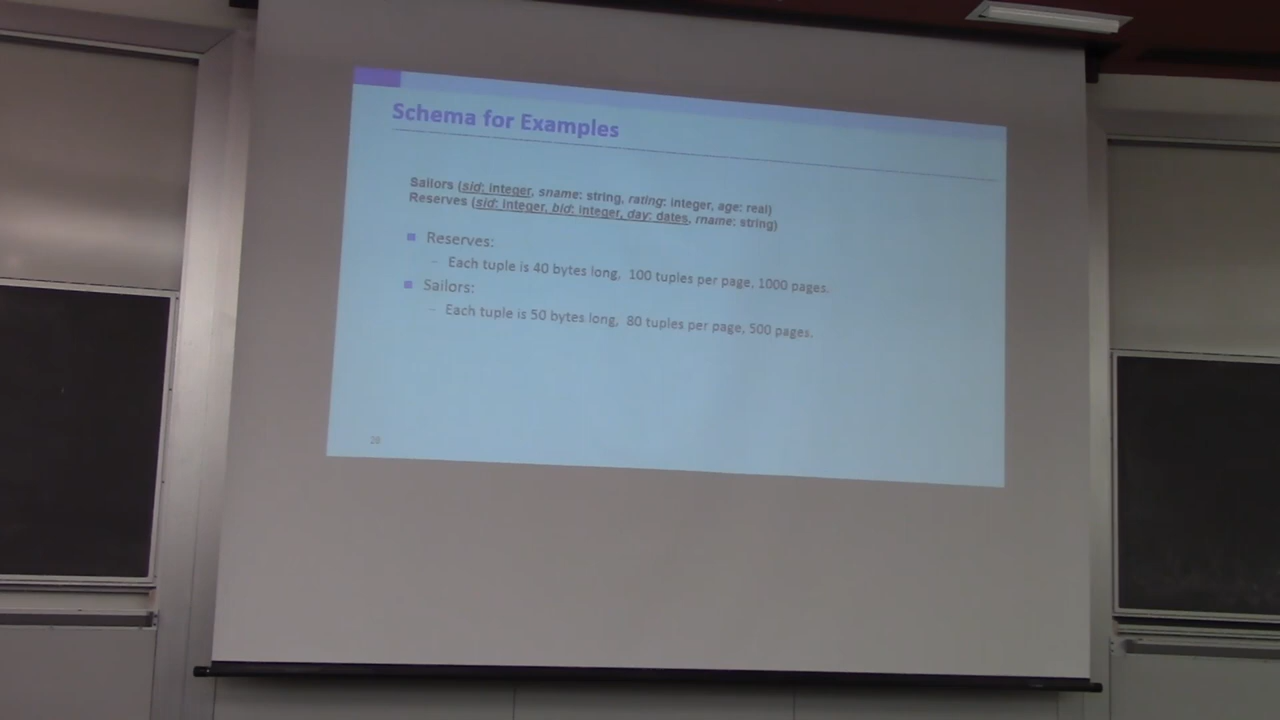 Schema for Examples
Sailors (sid: integer, sname: string, rating: integer, age: real)
Reserves (sid: integer, bid: integer, day: dates, rname: string)
Reserves:
– Each tuple is 40 bytes long, 100 tuples per page, 1000 pages.
Sailors:
– Each tuple is 50 bytes long, 80 tuples per page, 500 pages.